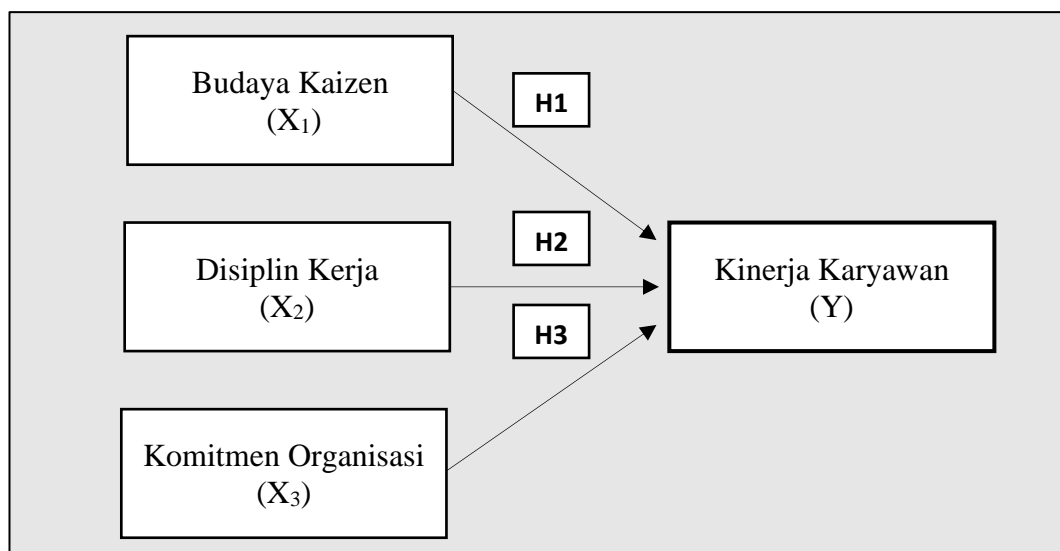 Budaya Kaizen
(X₁)
H1
Disiplin Kerja
(X₂)
H2
Kinerja Karyawan
(Y)
H3
Komitmen Organisasi
(X₃)